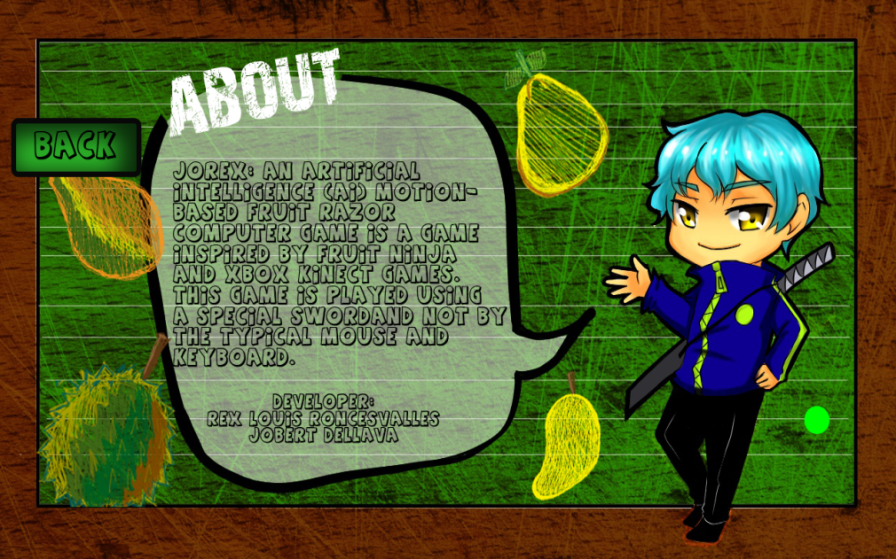 ABOUT
BACK
JOREX: AN ARTIFICIAL
INTELLIGENCE (AI) MOTION-
BASED FRUIT RAZOR
COMPUTER GAME IS A GAME
INSPIRED BY FRUIT NINJA
AND XBOX KINECT GAMES.
THIS GAME IS PLAYED USING
A SPECIAL SWORDAND NOT BY
THE TYPICAL MOUSE AND
KEYBOARD.
DEVELOPER:
REX LOUIS RONCESVALLES
JOBERT DELLAVA